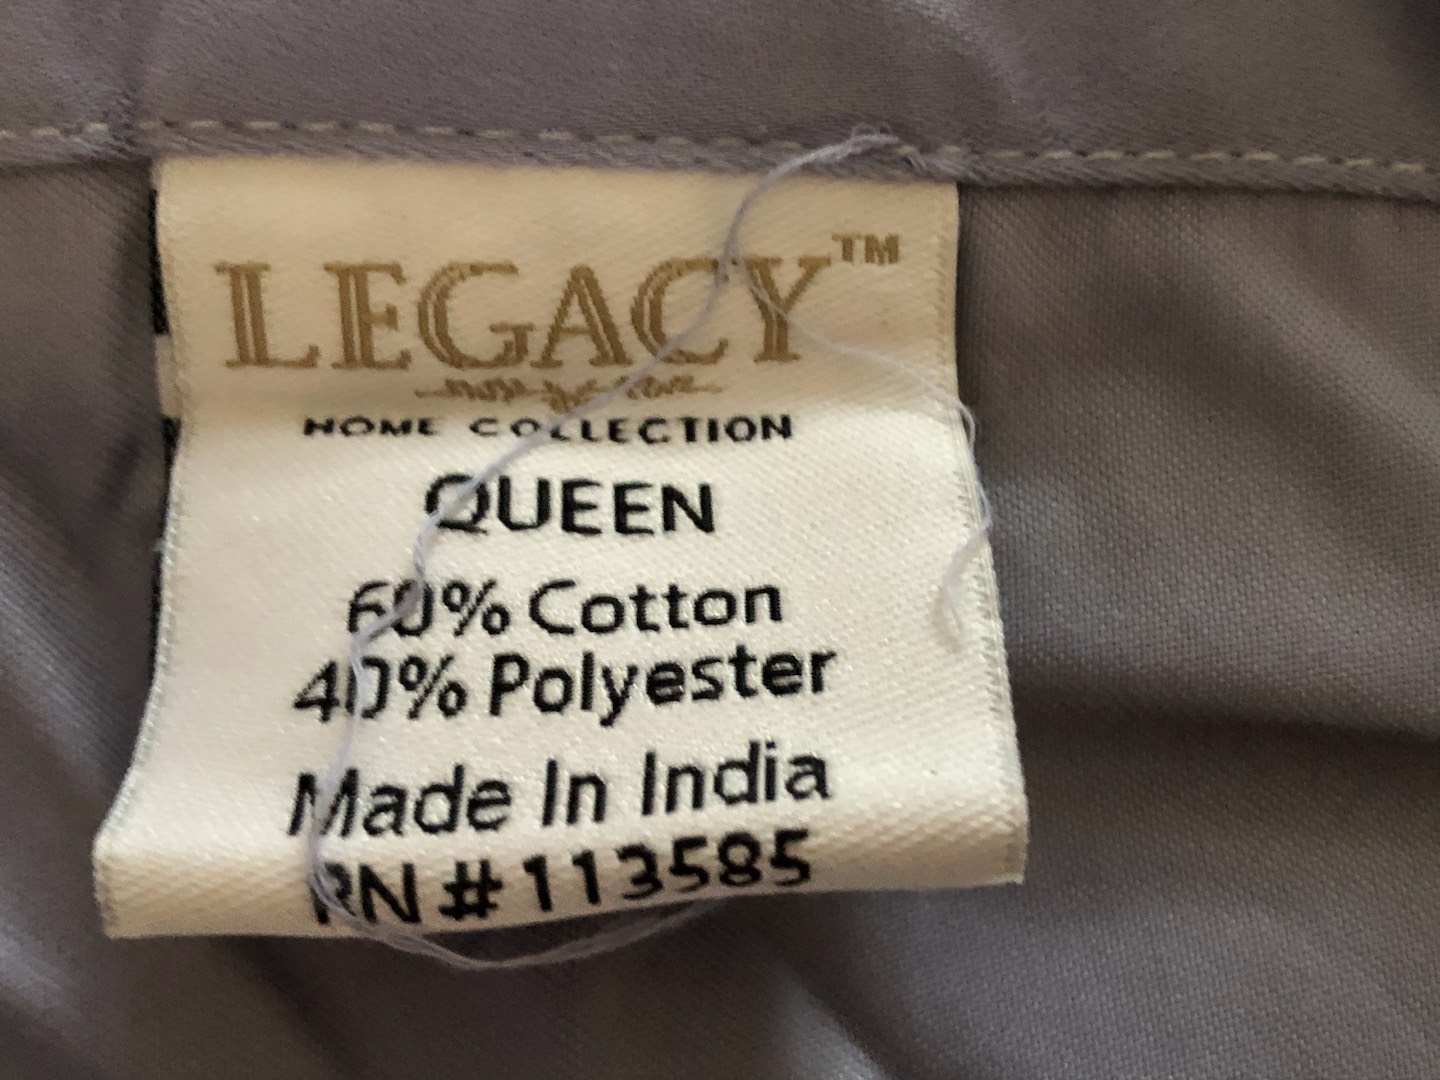 LEGACY™
HOME COLLECTION
QUEEN
60% Cotton
40% Polyester
Made In India
RN # 113585